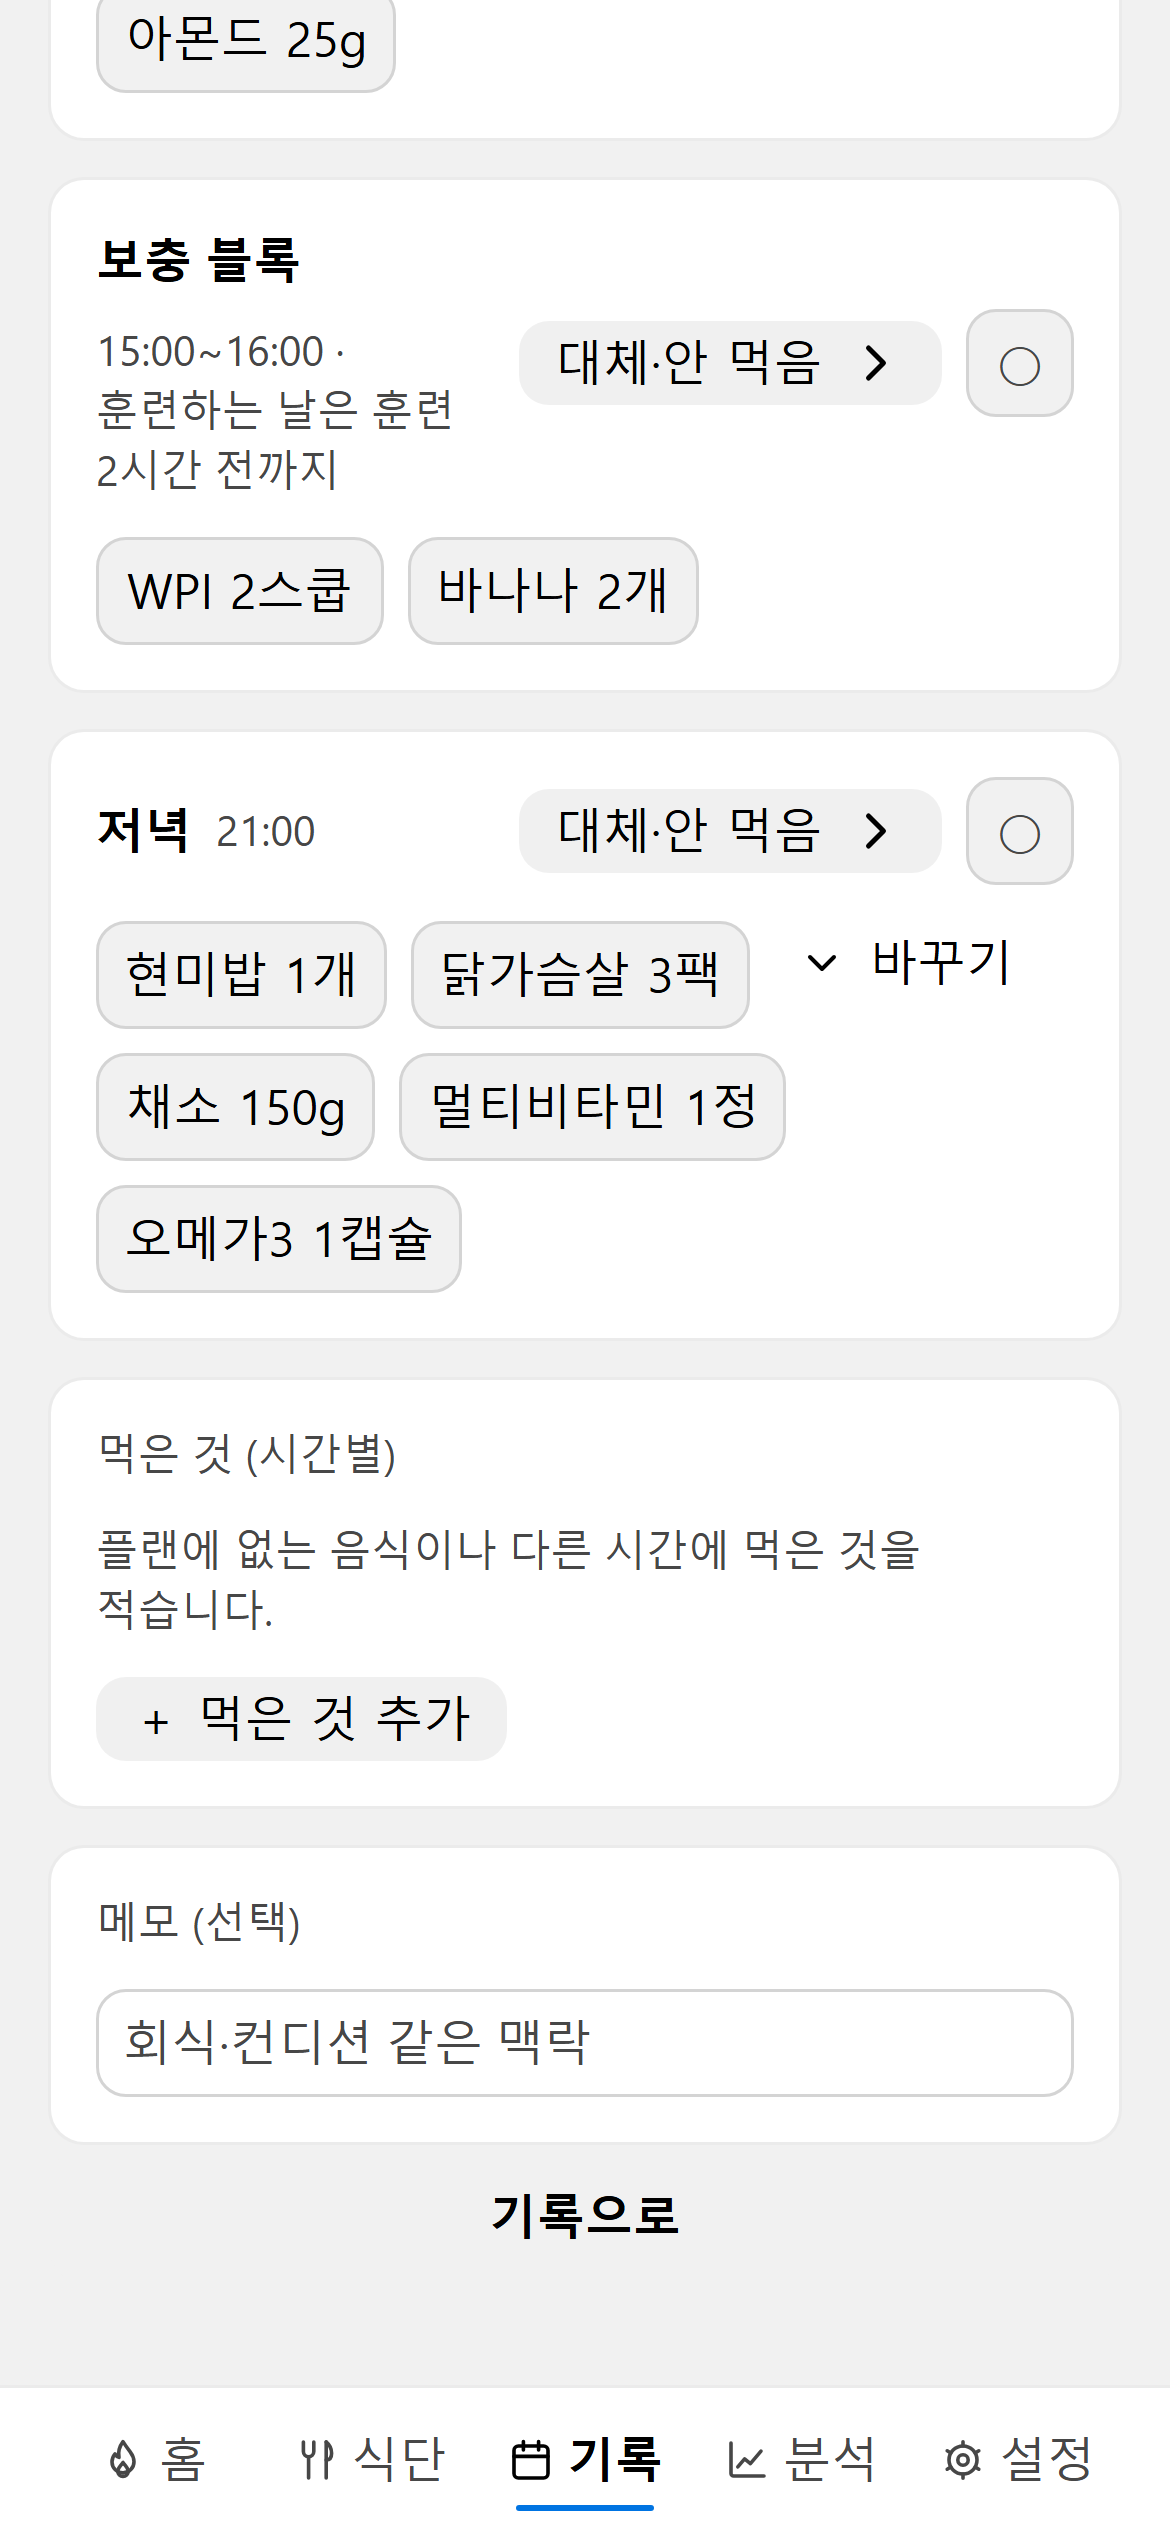 아몬드 25g
보충 블록
15:00~16:00 ·
훈련하는 날은 훈련
2시간 전까지
대체·안 먹음
WPI 2스쿱
바나나 2개
저녁 21:00
대체·안 먹음
현미밥 1개
닭가슴살 3팩
바꾸기
채소 150g
멀티비타민 1정
오메가3 1캡슐
먹은 것 (시간별)
플랜에 없는 음식이나 다른 시간에 먹은 것을
적습니다.
+ 먹은 것 추가
메모 (선택)
회식·컨디션 같은 맥락
기록으로
홈
식단
기록
분석
설정